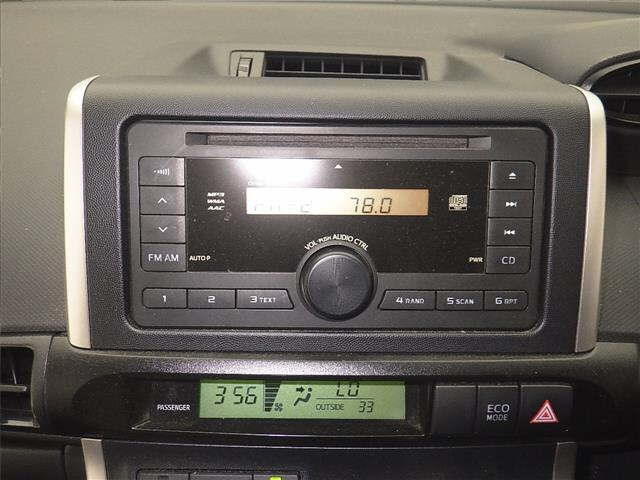 MP3
WMA
AAC
78.0
VOL·PUSH AUDIO CTRL
FM AM
AUTO·P
PWR
CD
1 2 3 TEXT 4 RAND 5 SCAN 6 RPT
PASSENGER
3:56
LO
OUTSIDE 33
ECO
MODE